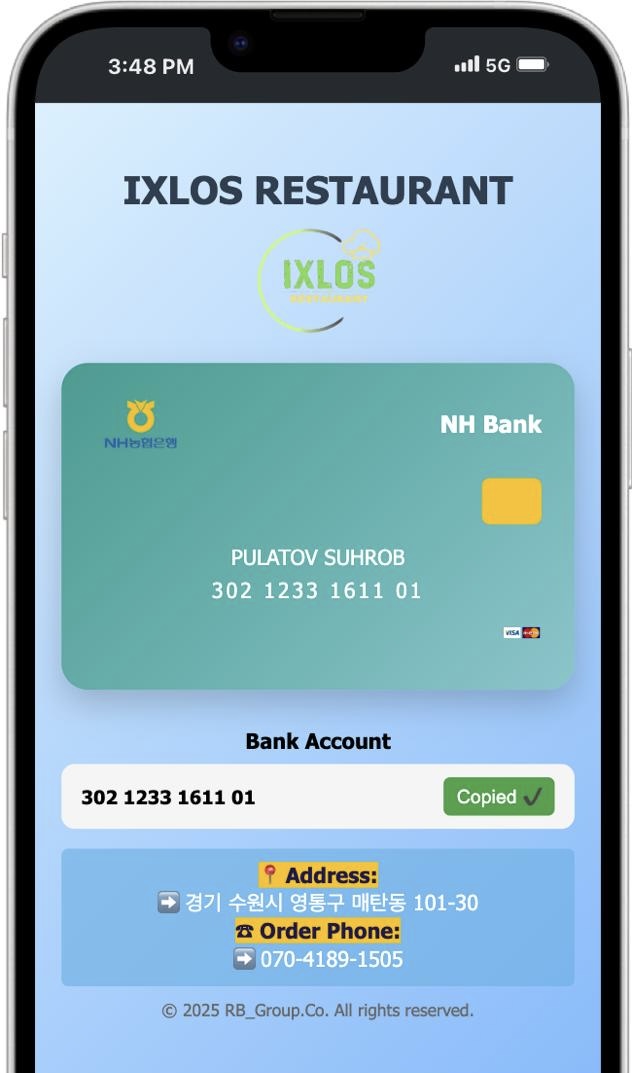 3:48 PM
5G
IXLOS RESTAURANT
IXLOS
RESTAURANT
NH농협은행
NH Bank
PULATOV SUHROB
302 1233 1611 01
VISA
Bank Account
302 1233 1611 01
Copied ✔
📍 Address:
➡ 경기 수원시 영통구 매탄동 101-30
☎ Order Phone:
➡ 070-4189-1505
© 2025 RB_Group.Co. All rights reserved.